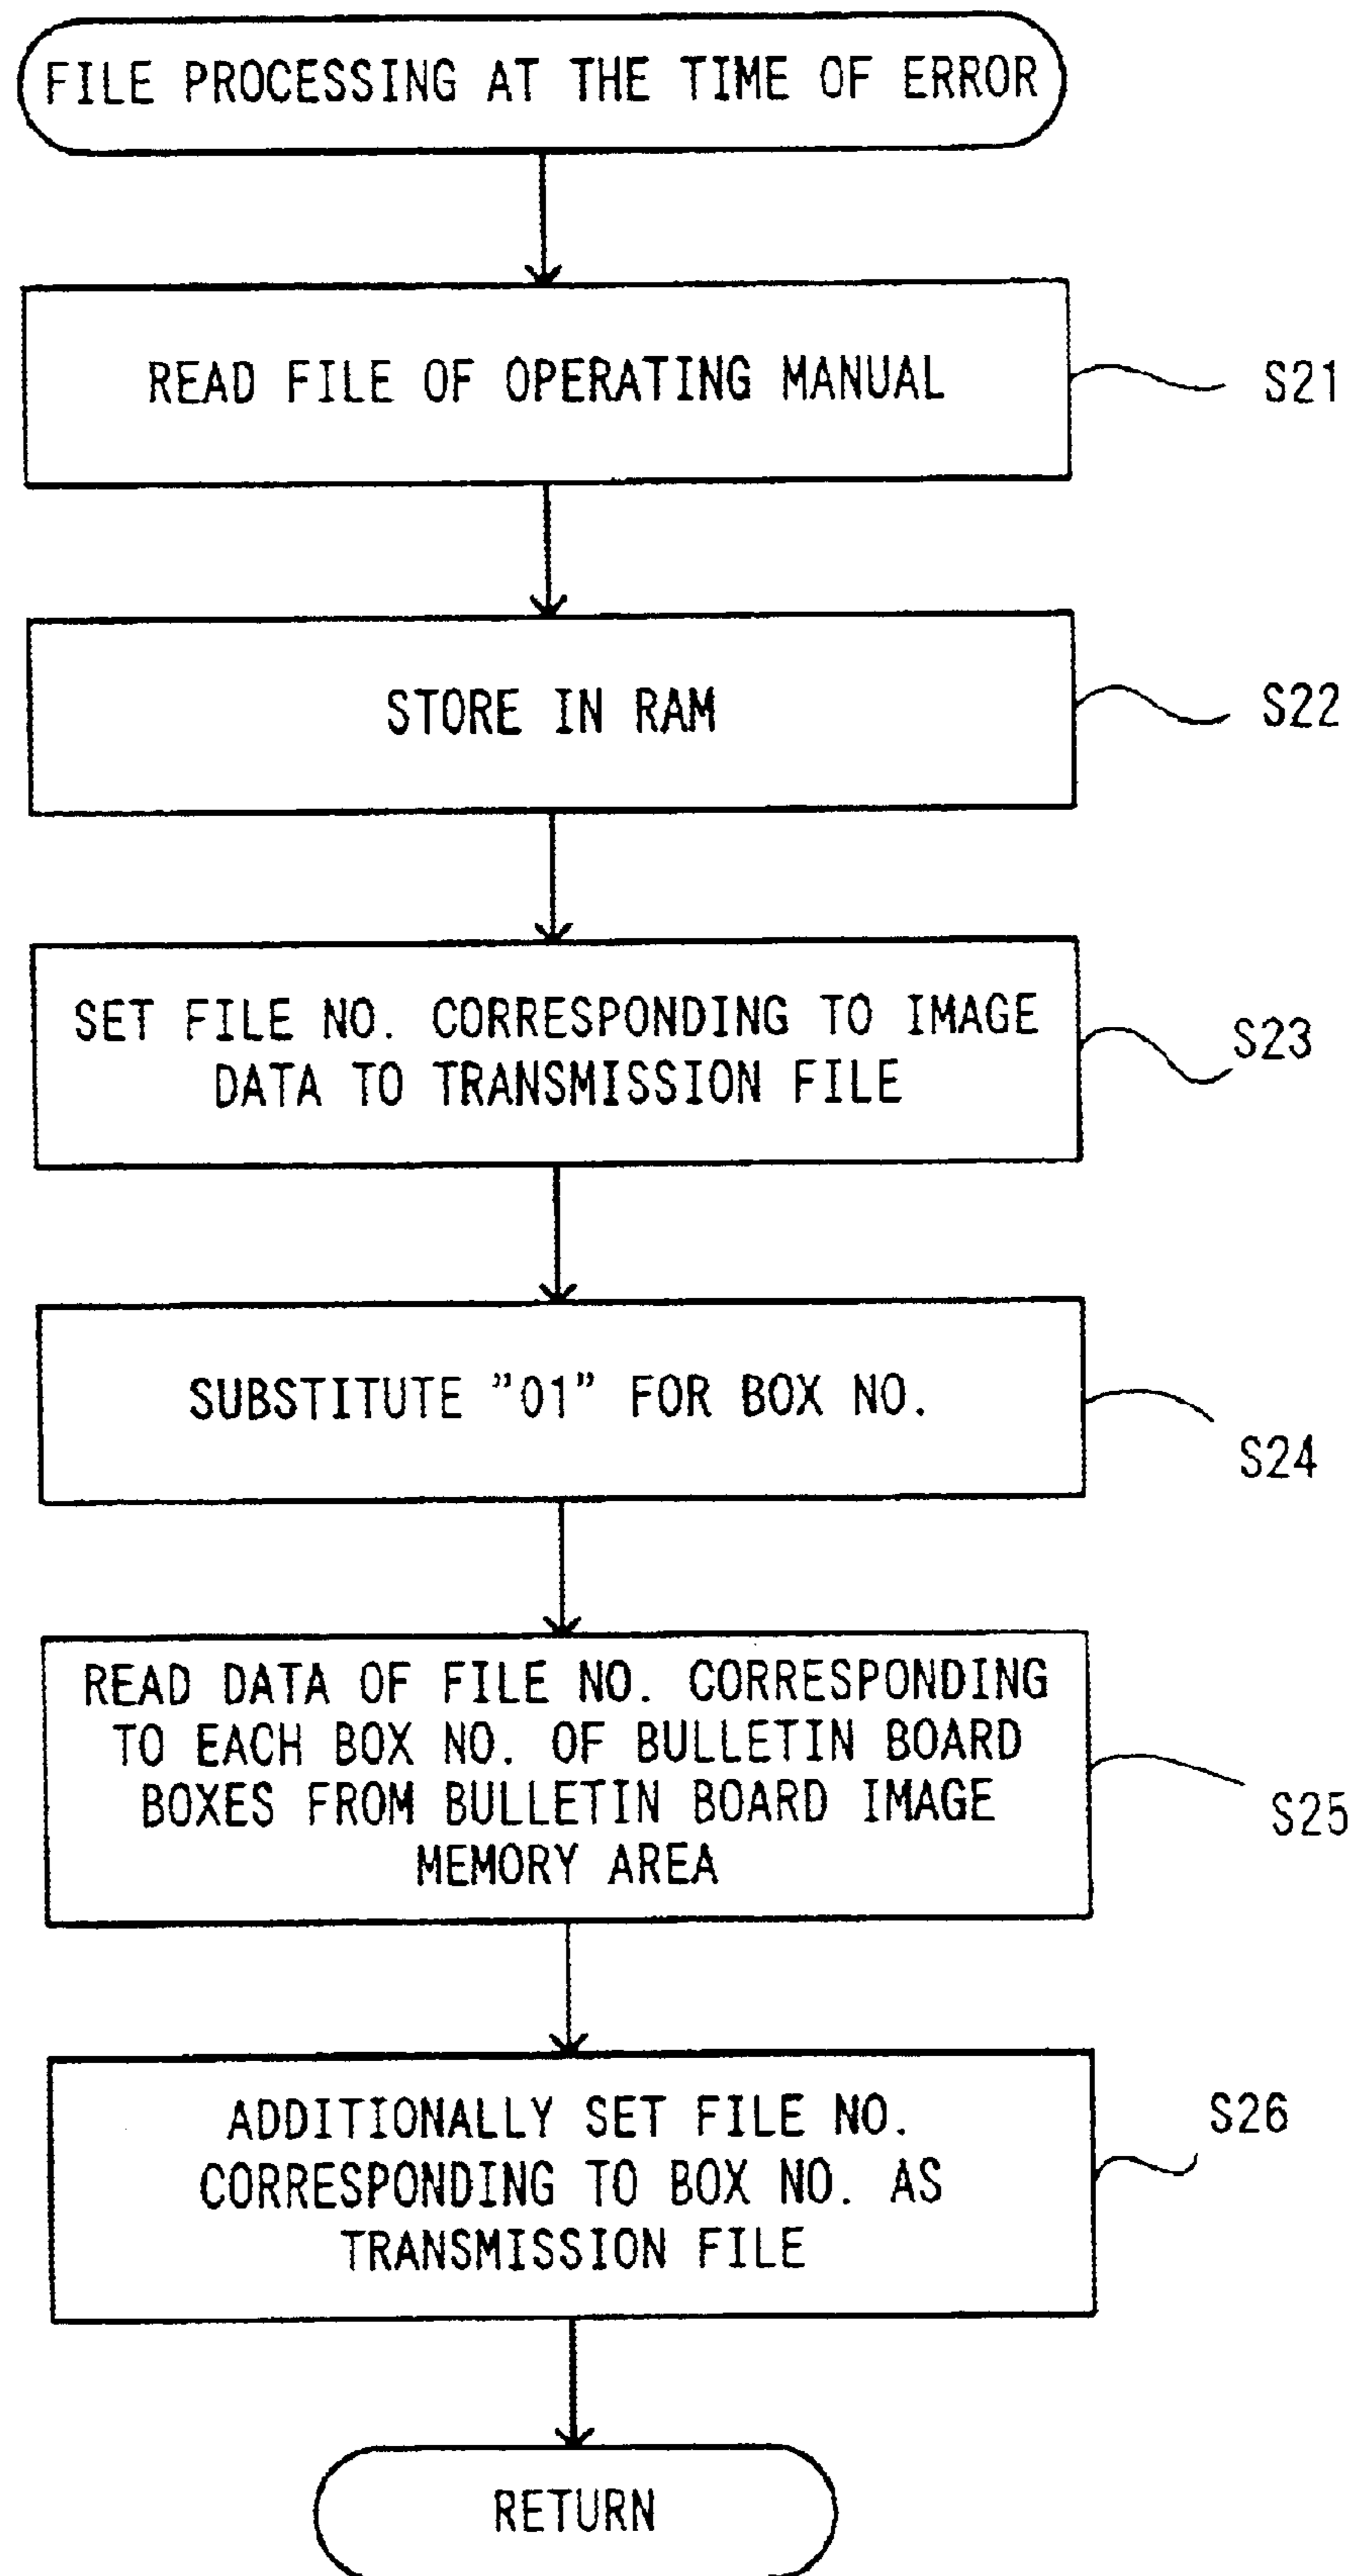 FILE PROCESSING AT THE TIME OF ERROR
READ FILE OF OPERATING MANUAL
S21
STORE IN RAM
S22
SET FILE NO. CORRESPONDING TO IMAGE
DATA TO TRANSMISSION FILE
S23
SUBSTITUTE ”01” FOR BOX NO.
S24
READ DATA OF FILE NO. CORRESPONDING
TO EACH BOX NO. OF BULLETIN BOARD
BOXES FROM BULLETIN BOARD IMAGE
MEMORY AREA
S25
ADDITIONALLY SET FILE NO.
CORRESPONDING TO BOX NO. AS
TRANSMISSION FILE
S26
RETURN